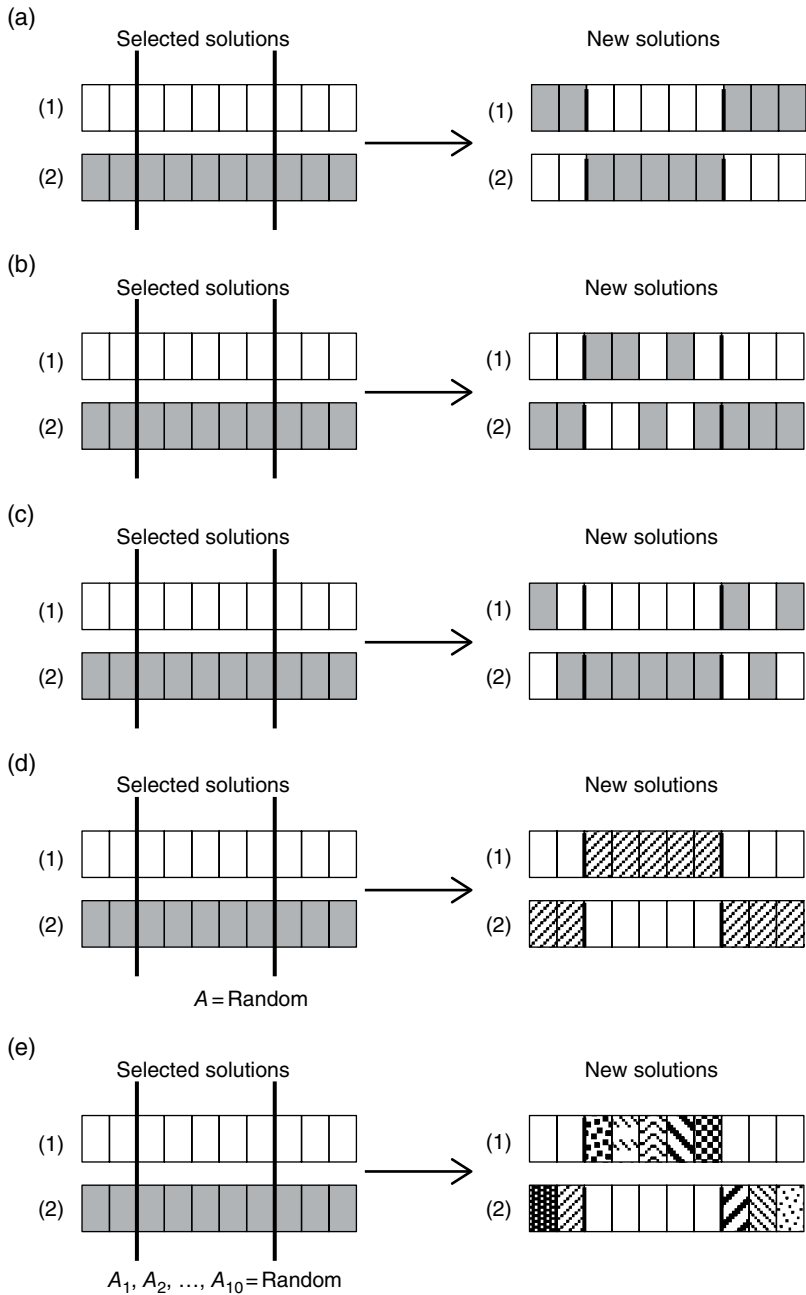 (a)
Selected solutions New solutions
(1) (1)
(2) (2)
(b)
Selected solutions New solutions
(1) (1)
(2) (2)
(c)
Selected solutions New solutions
(1) (1)
(2) (2)
(d)
Selected solutions New solutions
(1) (1)
(2) (2)
A = Random
(e)
Selected solutions New solutions
(1) (1)
(2) (2)
A₁, A₂, …, A₁₀ = Random